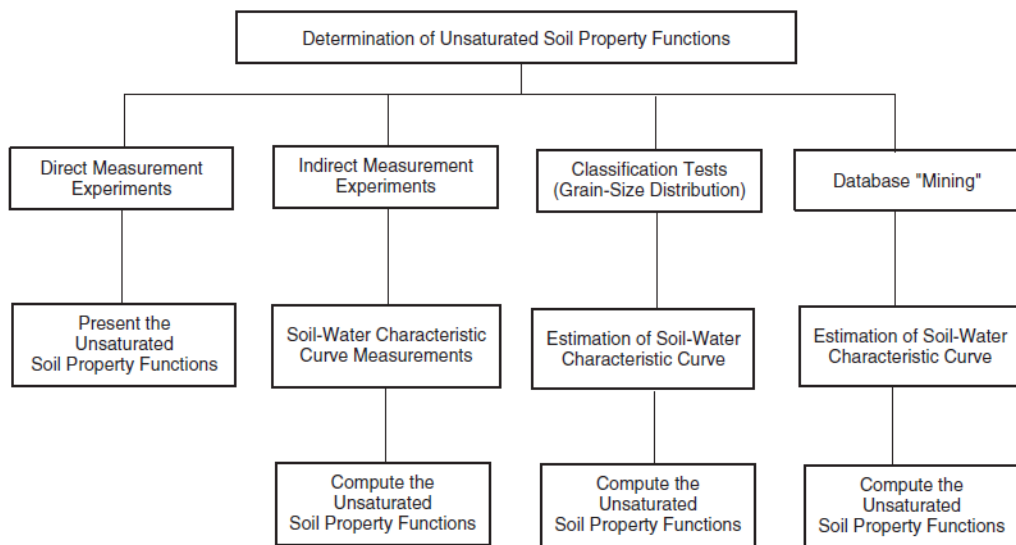 Determination of Unsaturated Soil Property Functions
Direct Measurement
Experiments
Indirect Measurement
Experiments
Classification Tests
(Grain-Size Distribution)
Database "Mining"
Present the
Unsaturated
Soil Property Functions
Soil-Water Characteristic
Curve Measurements
Estimation of Soil-Water
Characteristic Curve
Estimation of Soil-Water
Characteristic Curve
Compute the
Unsaturated
Soil Property Functions
Compute the
Unsaturated
Soil Property Functions
Compute the
Unsaturated
Soil Property Functions